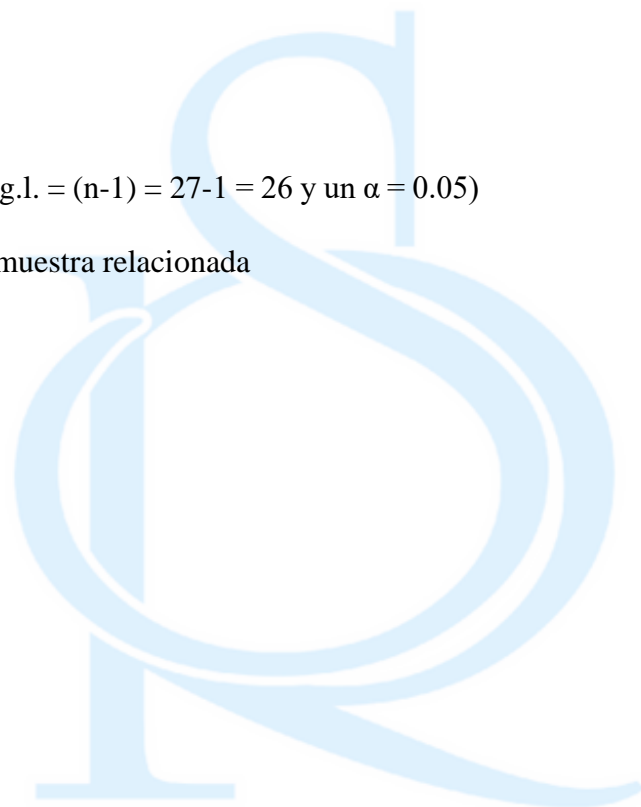 g.l. = (n-1) = 27-1 = 26 y un α = 0.05)
muestra relacionada